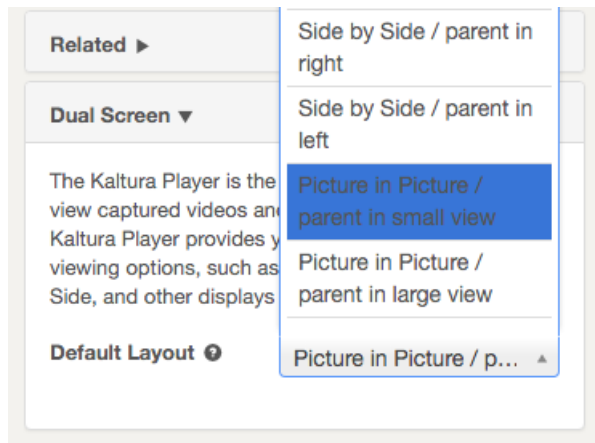 Related ▶
Dual Screen ▼
The Kaltura Player is the
view captured videos and
Kaltura Player provides y
viewing options, such as
Side, and other displays
Default Layout ?
Side by Side / parent in
right
Side by Side / parent in
left
Picture in Picture /
parent in small view
Picture in Picture /
parent in large view
Picture in Picture / p... ▲